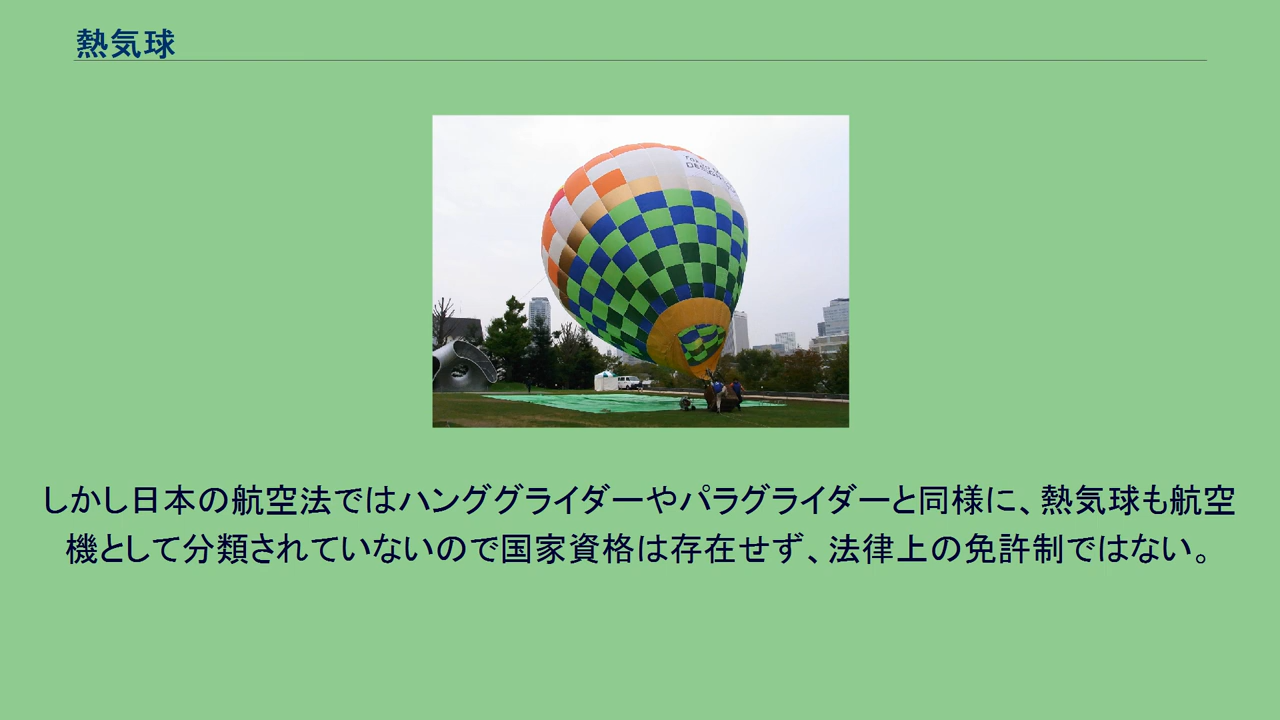 熱気球
しかし日本の航空法ではハンググライダーやパラグライダーと同様に、熱気球も航空
機として分類されていないので国家資格は存在せず、法律上の免許制ではない。